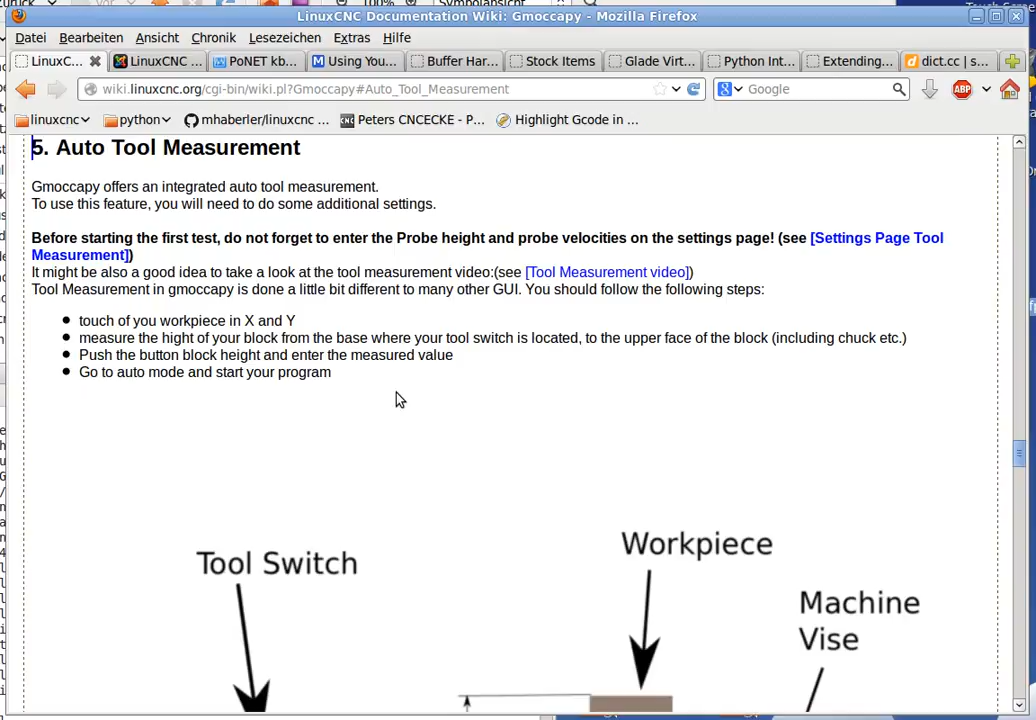 LinuxCNC Documentation Wiki: Gmoccapy - Mozilla Firefox
Datei Bearbeiten Ansicht Chronik Lesezeichen Extras Hilfe
LinuxC... LinuxCNC ... PoNET kb... Using You... Buffer Har... Stock Items Glade Virt... Python Int... Extending... dict.cc | s...
wiki.linuxcnc.org/cgi-bin/wiki.pl?Gmoccapy#Auto_Tool_Measurement Google ABP
linuxcnc python mhaberler/linuxcnc ... CNC Peters CNCECKE - P... Highlight Gcode in ...
5. Auto Tool Measurement
Gmoccapy offers an integrated auto tool measurement.
To use this feature, you will need to do some additional settings.
Before starting the first test, do not forget to enter the Probe height and probe velocities on the settings page! (see [Settings Page Tool
Measurement])
It might be also a good idea to take a look at the tool measurement video:(see [Tool Measurement video])
Tool Measurement in gmoccapy is done a little bit different to many other GUI. You should follow the following steps:
touch of you workpiece in X and Y
measure the hight of your block from the base where your tool switch is located, to the upper face of the block (including chuck etc.)
Push the button block height and enter the measured value
Go to auto mode and start your program
Workpiece
Tool Switch
Machine
Vise